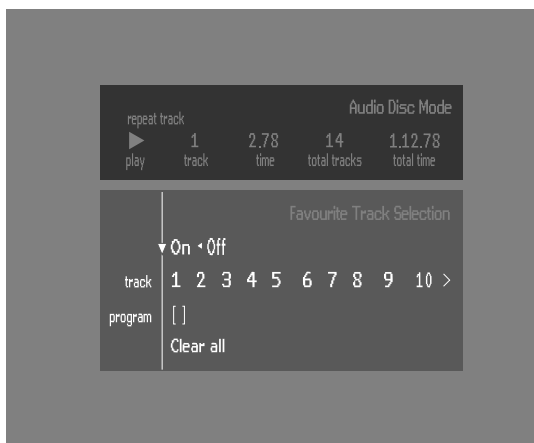 Audio Disc Mode
repeat track
1 2.78 14 1.12.78
play track time total tracks total time
Favourite Track Selection
On Off
track 1 2 3 4 5 6 7 8 9 10 >
program [ ]
Clear all